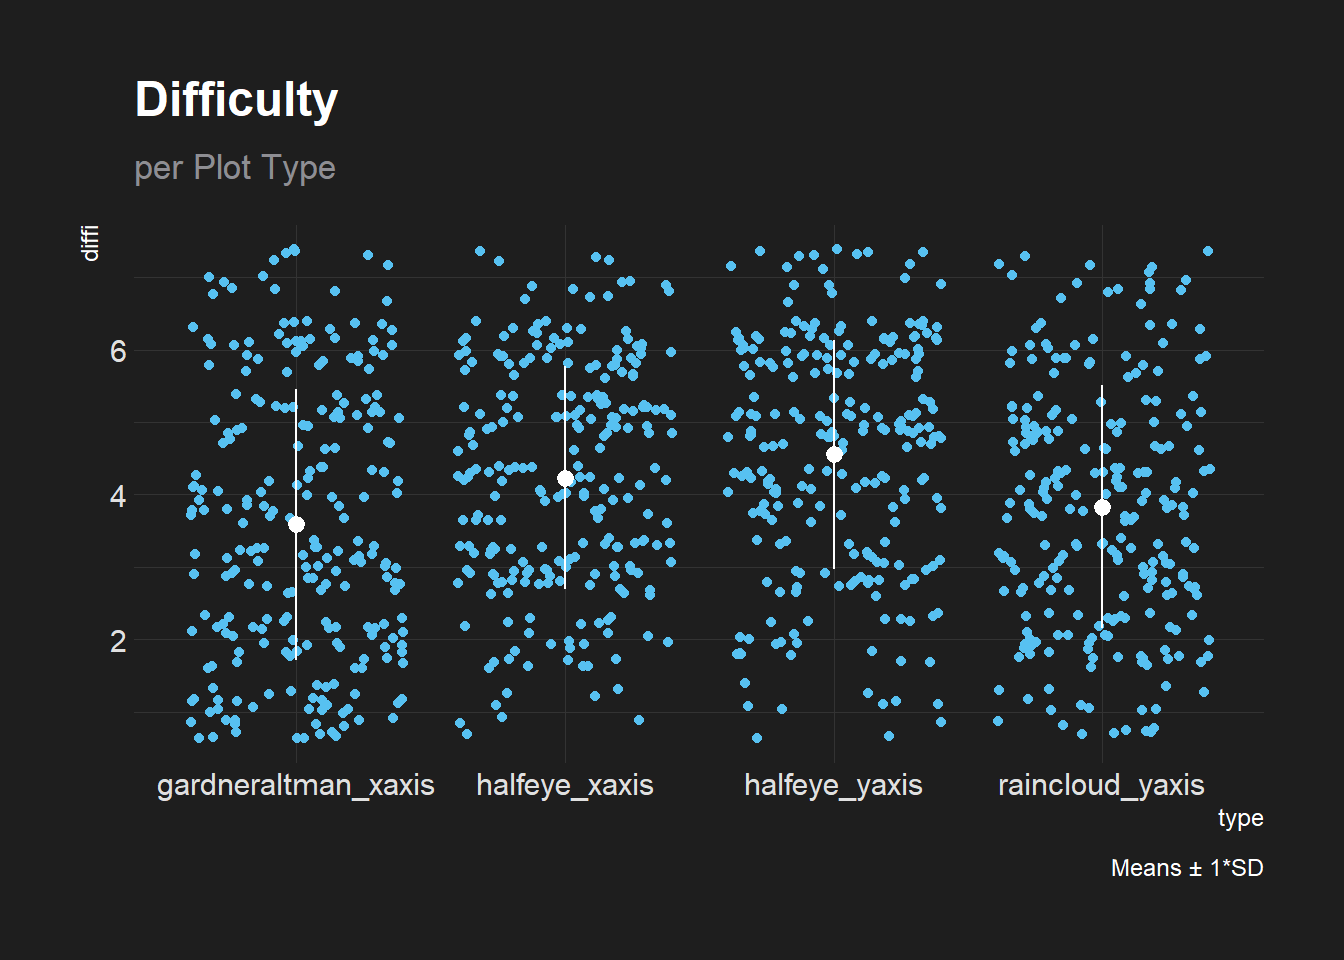 Difficulty
per Plot Type
diffi
6
4
2
gardneraltman_xaxis halfeye_xaxis halfeye_yaxis raincloud_yaxis
type
Means ± 1*SD